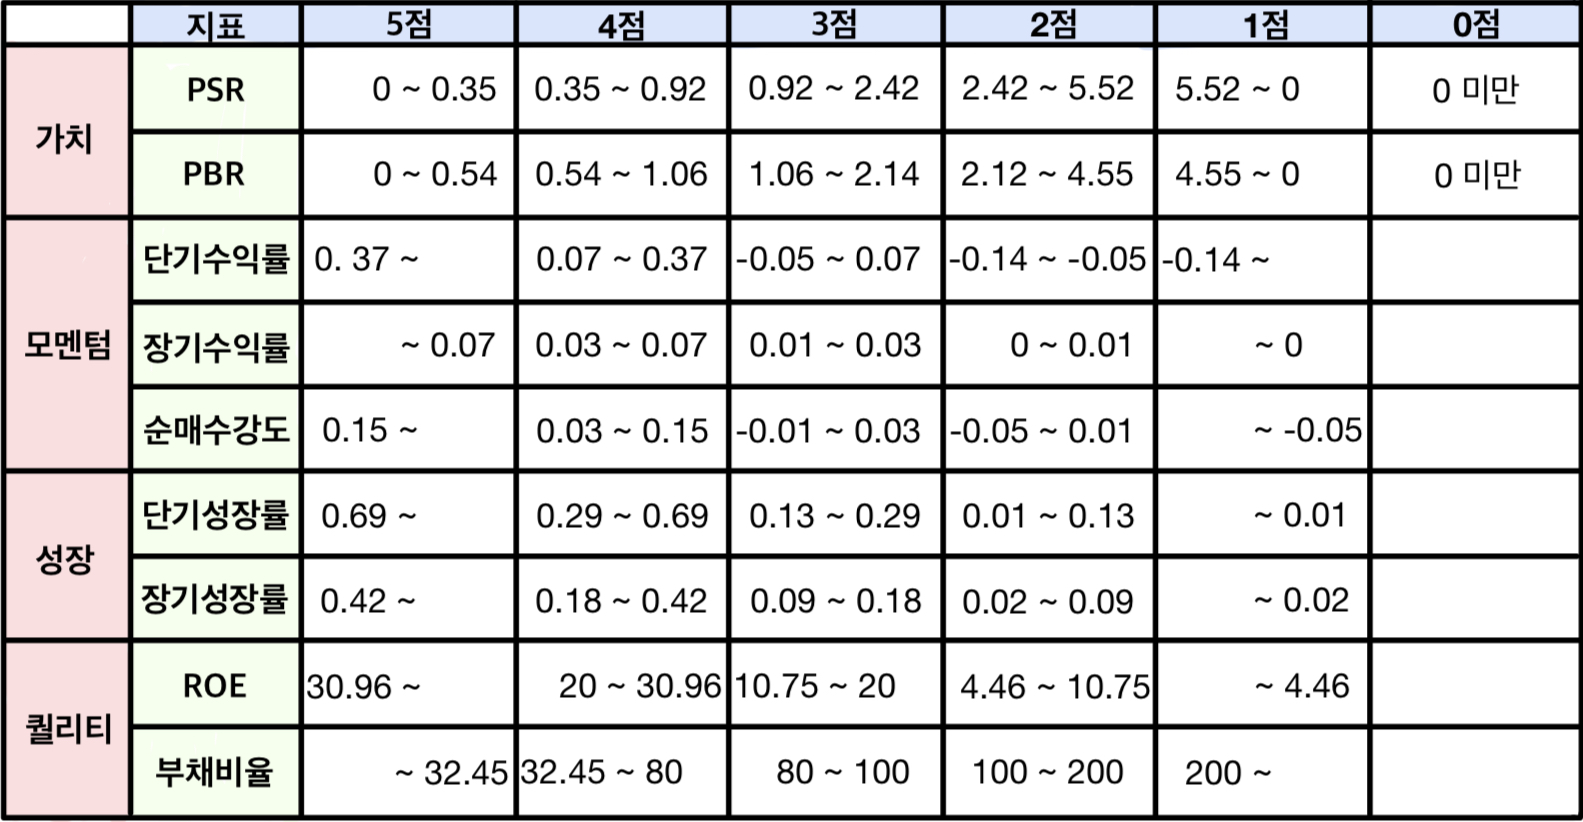 지표 5점 4점 3점 2점 1점 0점
가치
PSR 0 ~ 0.35 0.35 ~ 0.92 0.92 ~ 2.42 2.42 ~ 5.52 5.52 ~ 0 0 미만
PBR 0 ~ 0.54 0.54 ~ 1.06 1.06 ~ 2.14 2.12 ~ 4.55 4.55 ~ 0 0 미만
모멘텀
단기수익률 0. 37 ~ 0.07 ~ 0.37 -0.05 ~ 0.07 -0.14 ~ -0.05 -0.14 ~
장기수익률 ~ 0.07 0.03 ~ 0.07 0.01 ~ 0.03 0 ~ 0.01 ~ 0
순매수강도 0.15 ~ 0.03 ~ 0.15 -0.01 ~ 0.03 -0.05 ~ 0.01 ~ -0.05
성장
단기성장률 0.69 ~ 0.29 ~ 0.69 0.13 ~ 0.29 0.01 ~ 0.13 ~ 0.01
장기성장률 0.42 ~ 0.18 ~ 0.42 0.09 ~ 0.18 0.02 ~ 0.09 ~ 0.02
퀄리티
ROE 30.96 ~ 20 ~ 30.96 10.75 ~ 20 4.46 ~ 10.75 ~ 4.46
부채비율 ~ 32.45 32.45 ~ 80 80 ~ 100 100 ~ 200 200 ~